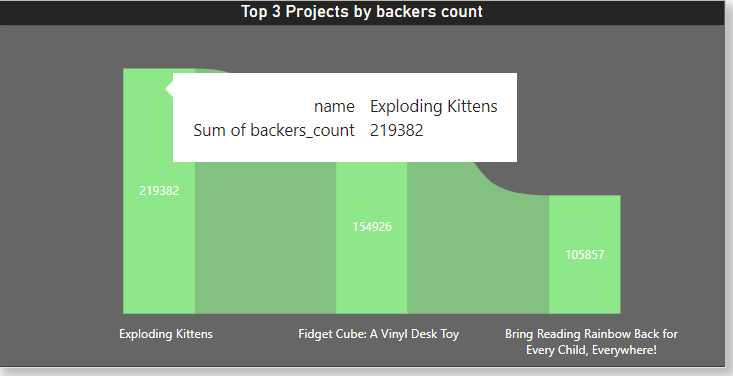 Top 3 Projects by backers count
name Exploding Kittens
Sum of backers_count 219382
219382
154926
105857
Exploding Kittens
Fidget Cube: A Vinyl Desk Toy
Bring Reading Rainbow Back for
Every Child, Everywhere!